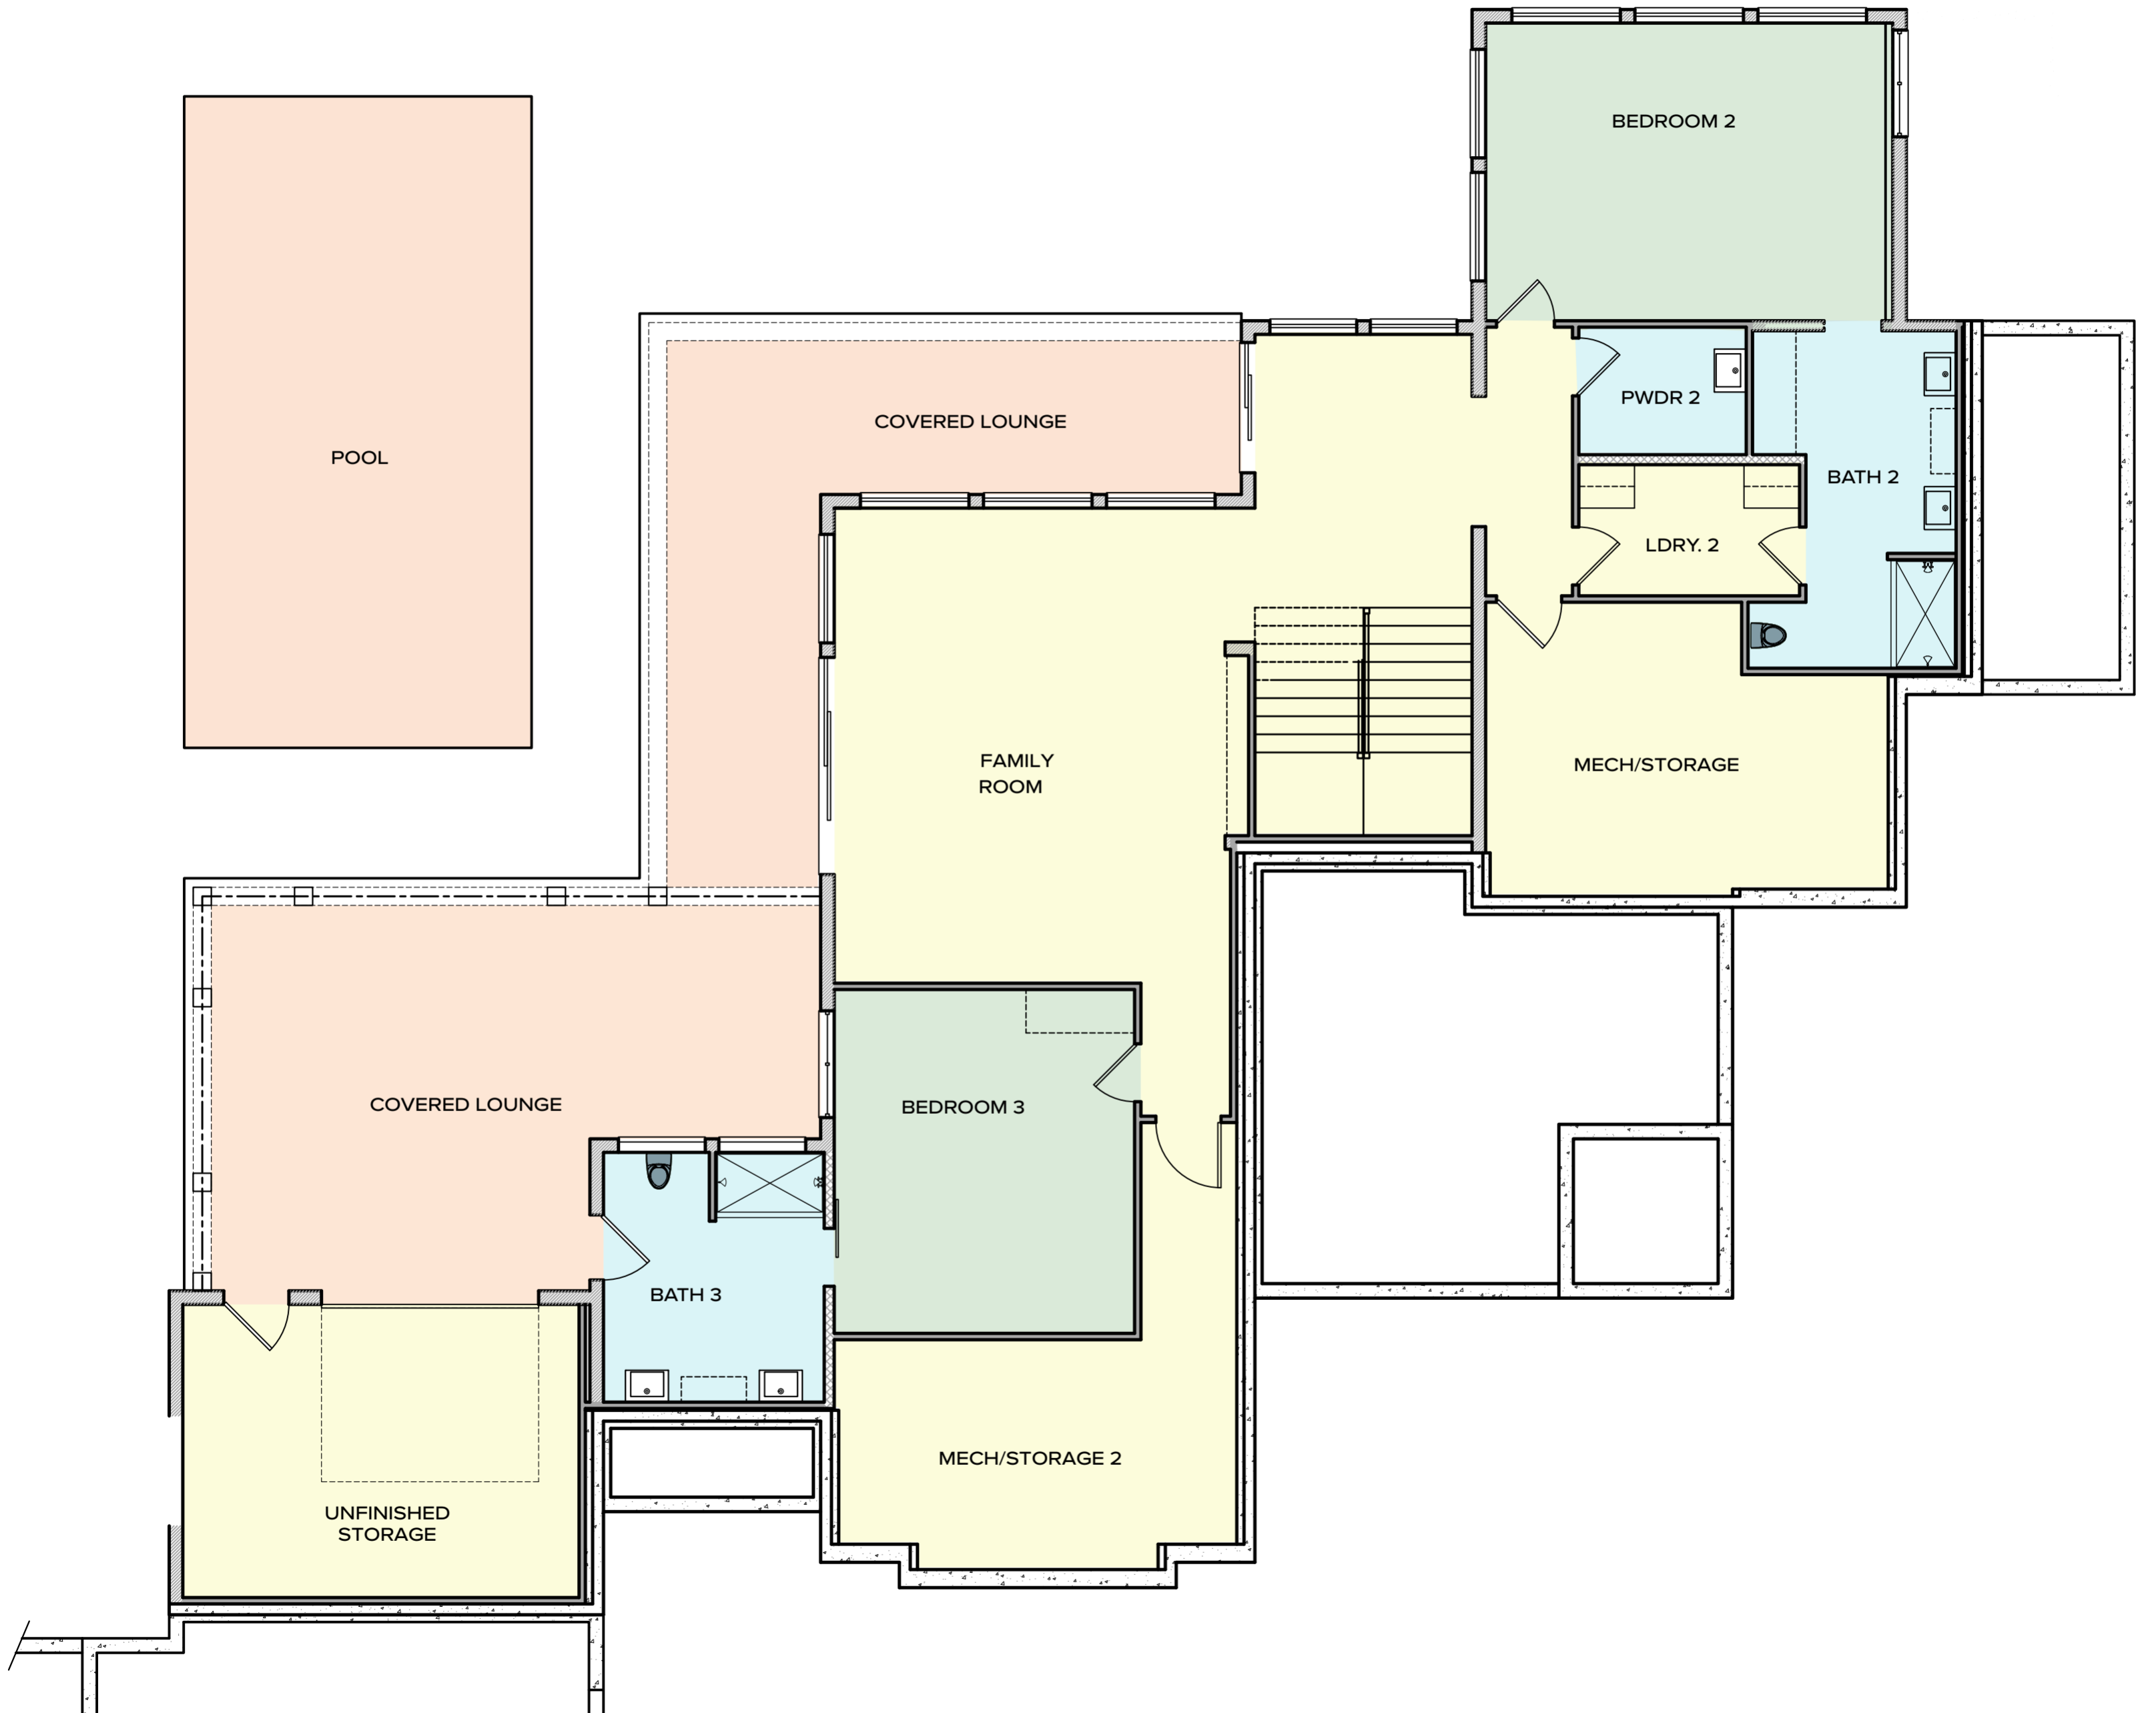 BEDROOM 2
PWDR 2
COVERED LOUNGE
POOL
BATH 2
LDRY. 2
FAMILY
ROOM
MECH/STORAGE
COVERED LOUNGE
BEDROOM 3
BATH 3
MECH/STORAGE 2
UNFINISHED
STORAGE